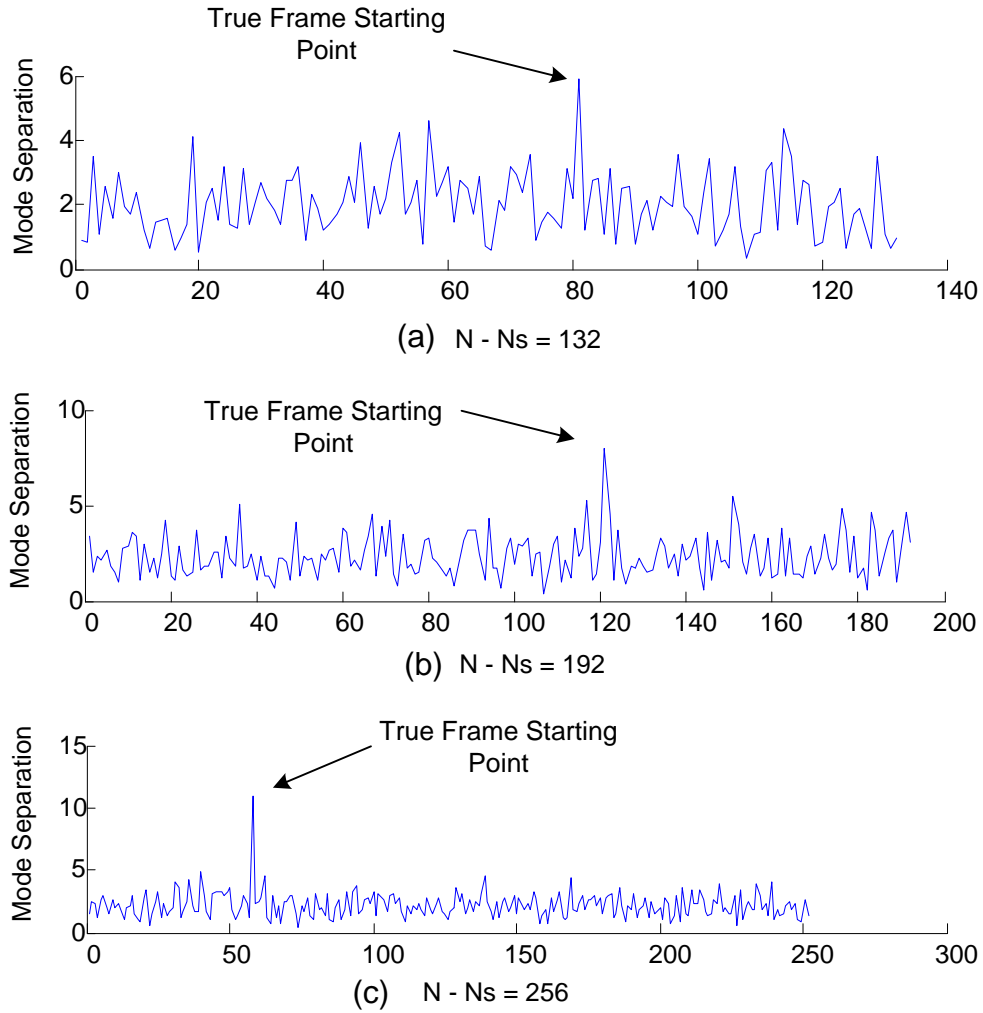 True Frame Starting
Point
Mode Separation
6
4
2
0
0 20 40 60 80 100 120 140
(a) N - Ns = 132
True Frame Starting
Point
Mode Separation
10
5
0
0 20 40 60 80 100 120 140 160 180 200
(b) N - Ns = 192
True Frame Starting
Point
Mode Separation
15
10
5
0
0 50 100 150 200 250 300
(c) N - Ns = 256